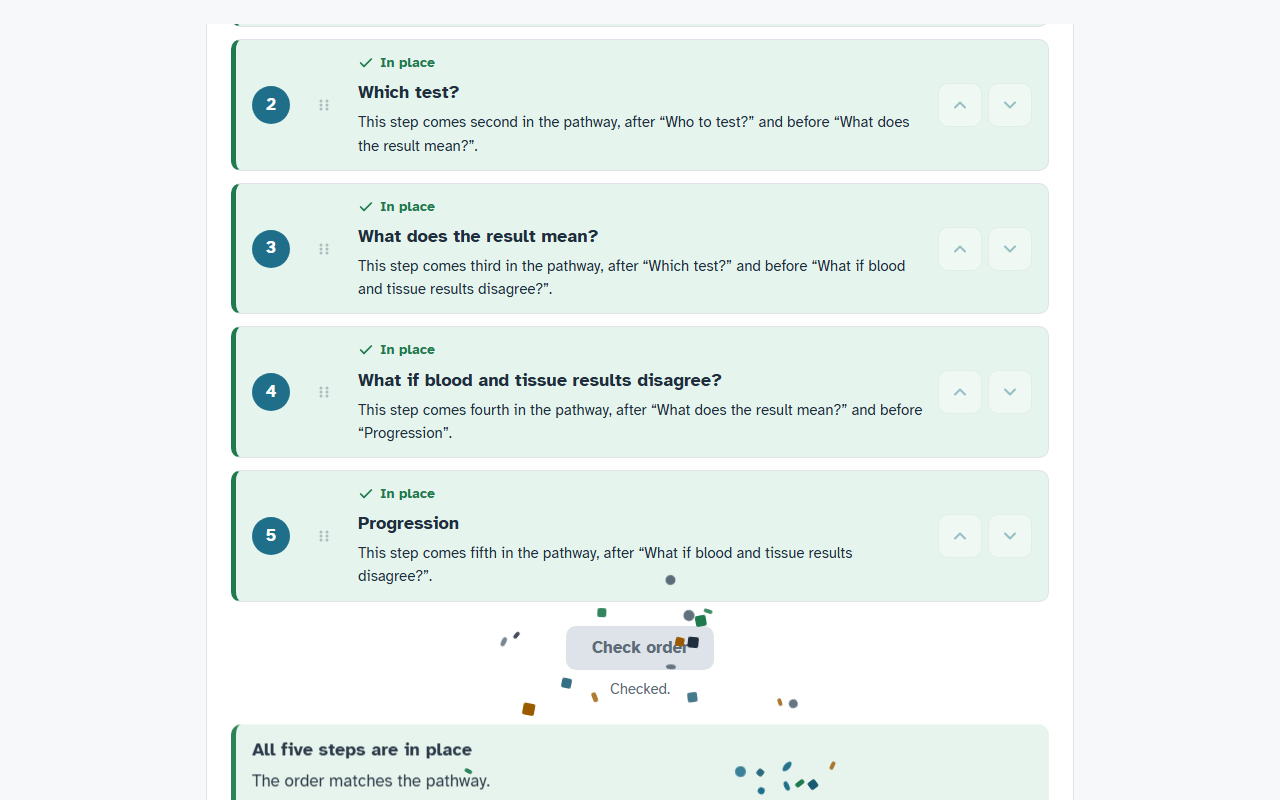 In place
2
Which test?
This step comes second in the pathway, after “Who to test?” and before “What does
the result mean?”.
In place
3
What does the result mean?
This step comes third in the pathway, after “Which test?” and before “What if blood
and tissue results disagree?”.
In place
4
What if blood and tissue results disagree?
This step comes fourth in the pathway, after “What does the result mean?” and before
“Progression”.
In place
5
Progression
This step comes fifth in the pathway, after “What if blood and tissue results
disagree?”.
Check order
Checked.
All five steps are in place
The order matches the pathway.